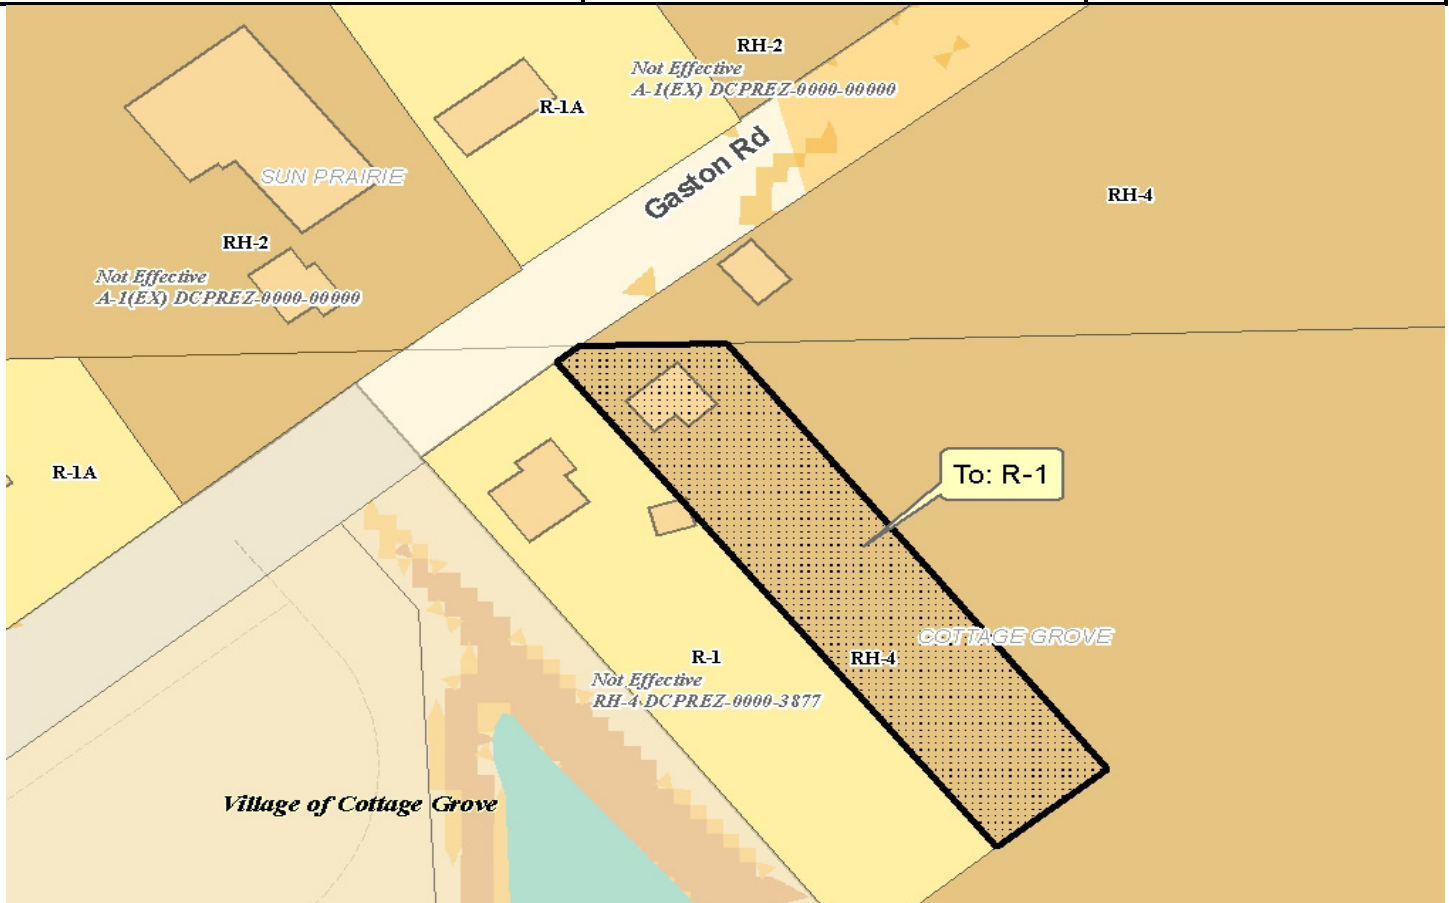 RH-2
Not Effective
A-1(EX) DCPREZ-0000-00000
R-1A
Gaston Rd
SUN PRAIRIE
RH-4
RH-2
Not Effective
A-1(EX) DCPREZ-0000-00000
R-1A
To: R-1
COTTAGE GROVE
R-1
RH-4
Not Effective
RH-4 DCPREZ-0000-3877
Village of Cottage Grove